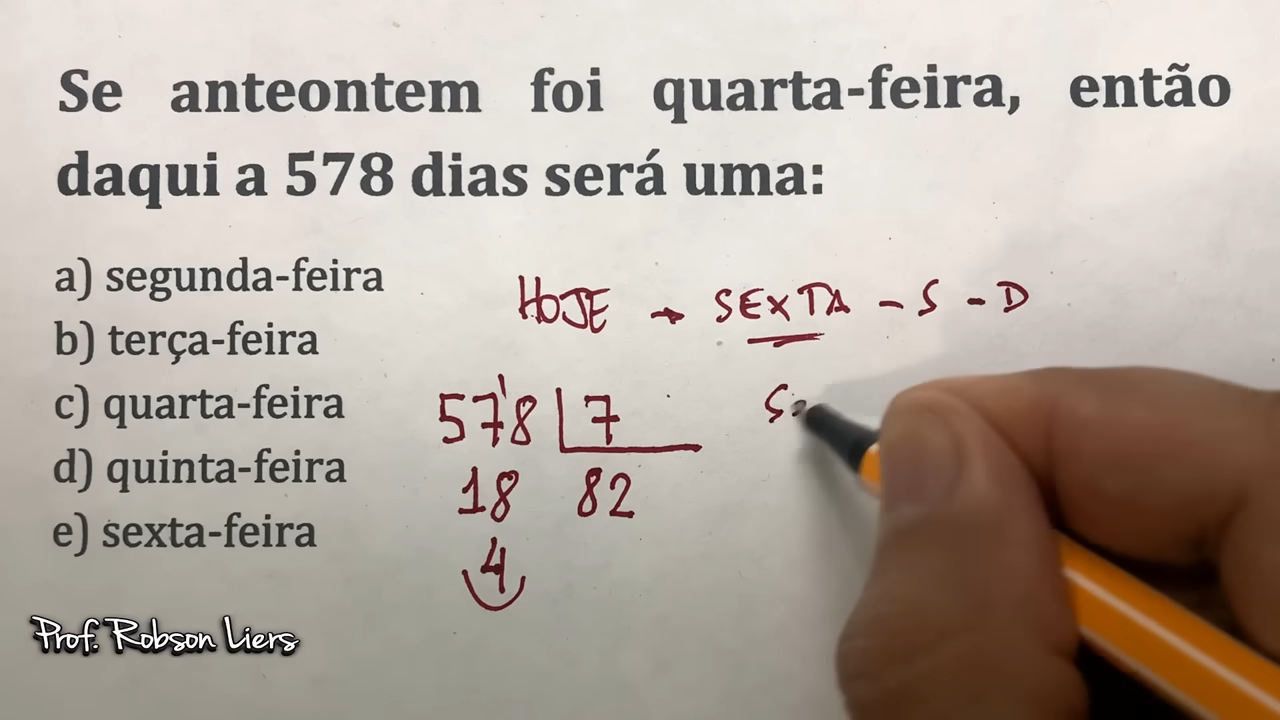 Se anteontem foi quarta-feira, então
daqui a 578 dias será uma:
a) segunda-feira
b) terça-feira
c) quarta-feira
d) quinta-feira
e) sexta-feira
HOJE → SEXTA - S - D
578 7
18 82
4
Prof. Robson Liers